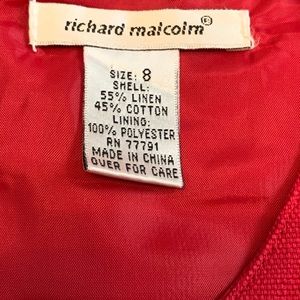 richard malcolm®
SIZE: 8
SHELL:
55% LINEN
45% COTTON
LINING:
100% POLYESTER
RN 77791
MADE IN CHINA
OVER FOR CARE